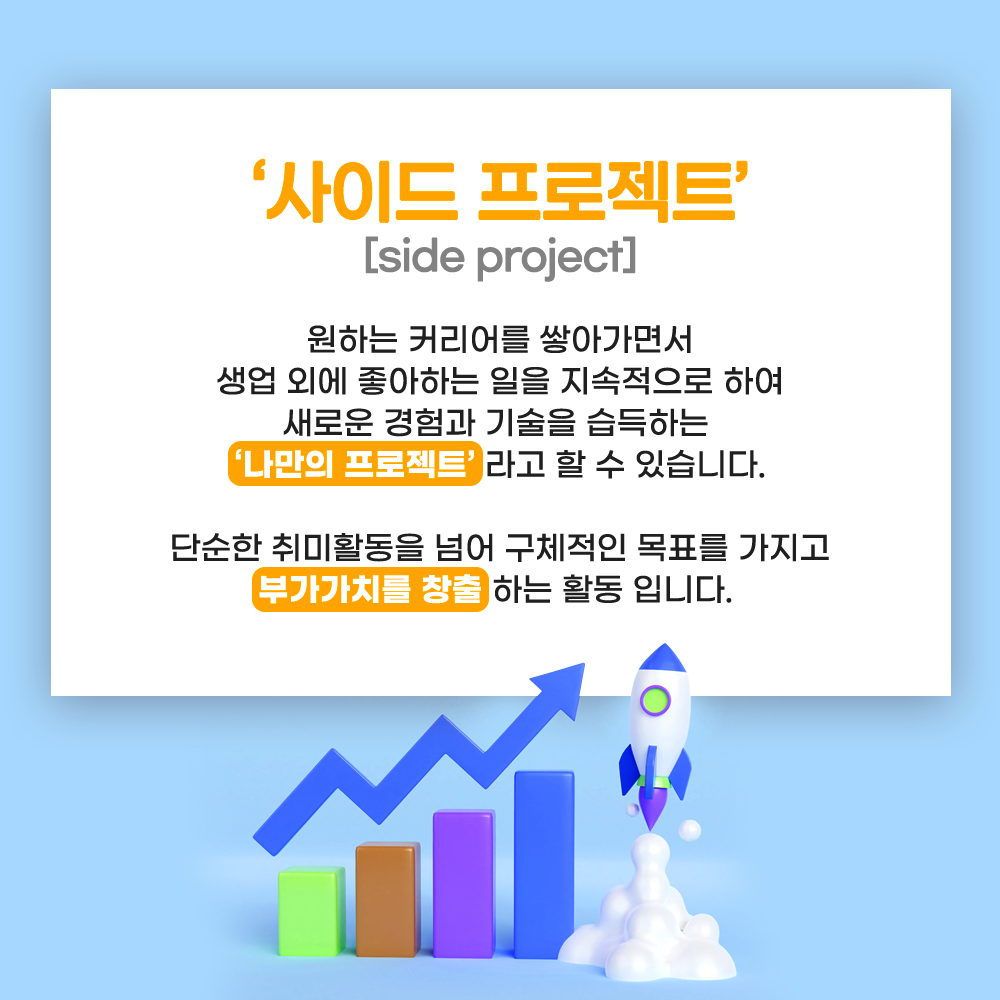 ‘사이드 프로젝트’
[side project]
원하는 커리어를 쌓아가면서
생업 외에 좋아하는 일을 지속적으로 하여
새로운 경험과 기술을 습득하는
‘나만의 프로젝트’ 라고 할 수 있습니다.
단순한 취미활동을 넘어 구체적인 목표를 가지고
부가가치를 창출 하는 활동 입니다.